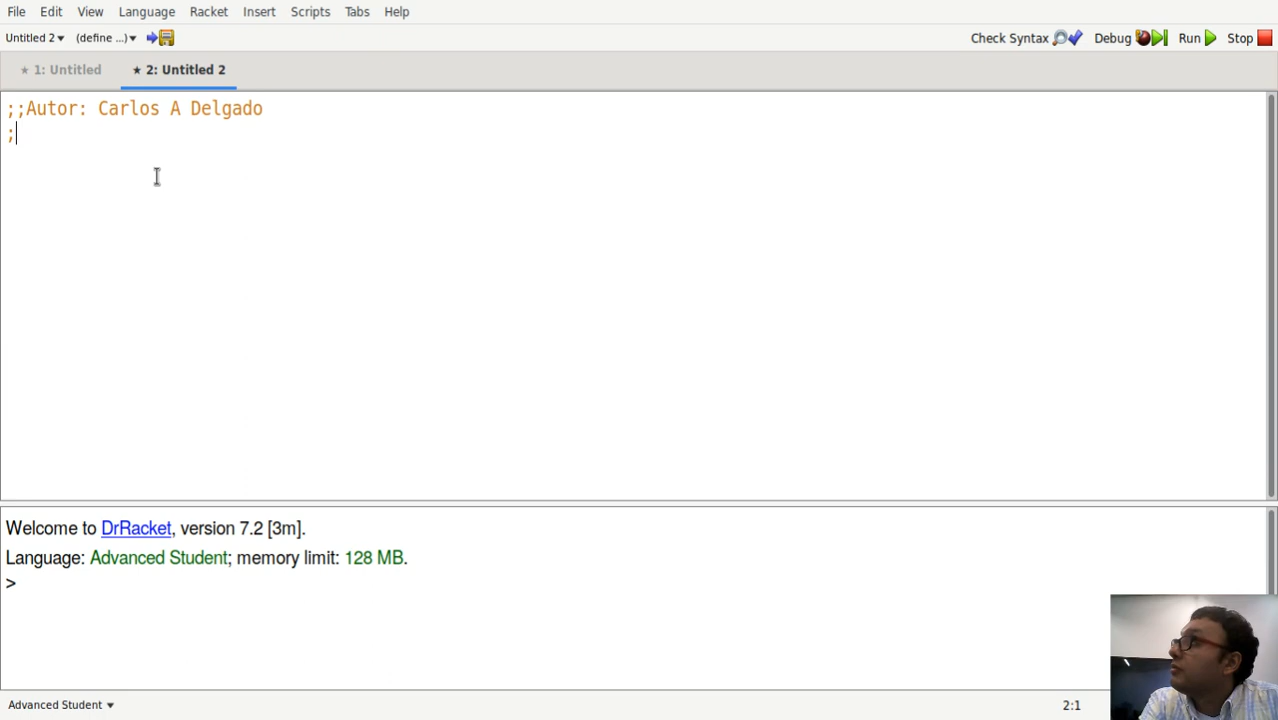 File Edit View Language Racket Insert Scripts Tabs Help
Untitled 2 (define ...) Check Syntax Debug Run Stop
1: Untitled 2: Untitled 2
;;Autor: Carlos A Delgado
;
Welcome to DrRacket, version 7.2 [3m].
Language: Advanced Student; memory limit: 128 MB.
>
Advanced Student 2:1